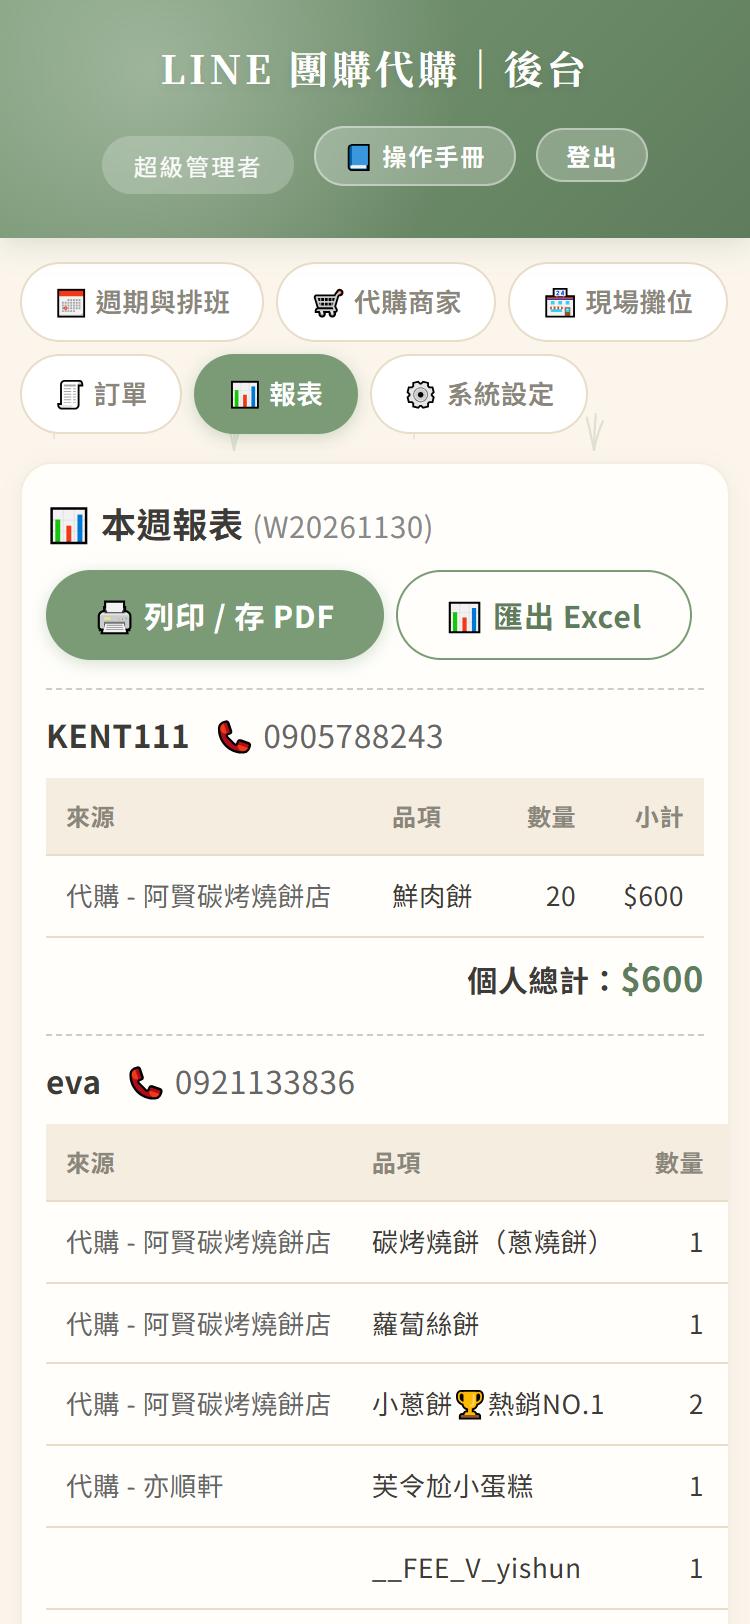 LINE 團購代購｜後台
超級管理者 📘 操作手冊 登出
📅 週期與排班 🛒 代購商家 🏪 現場攤位
🧾 訂單 📊 報表 ⚙️ 系統設定
📊 本週報表 (W20261130)
🖨️ 列印 / 存 PDF 📊 匯出 Excel
KENT111 📞 0905788243
來源 品項 數量 小計
代購 - 阿賢碳烤燒餅店 鮮肉餅 20 $600
個人總計：$600
eva 📞 0921133836
來源 品項 數量
代購 - 阿賢碳烤燒餅店 碳烤燒餅（蔥燒餅） 1
代購 - 阿賢碳烤燒餅店 蘿蔔絲餅 1
代購 - 阿賢碳烤燒餅店 小蔥餅🏆熱銷NO.1 2
代購 - 亦順軒 芙令尬小蛋糕 1
__FEE_V_yishun 1